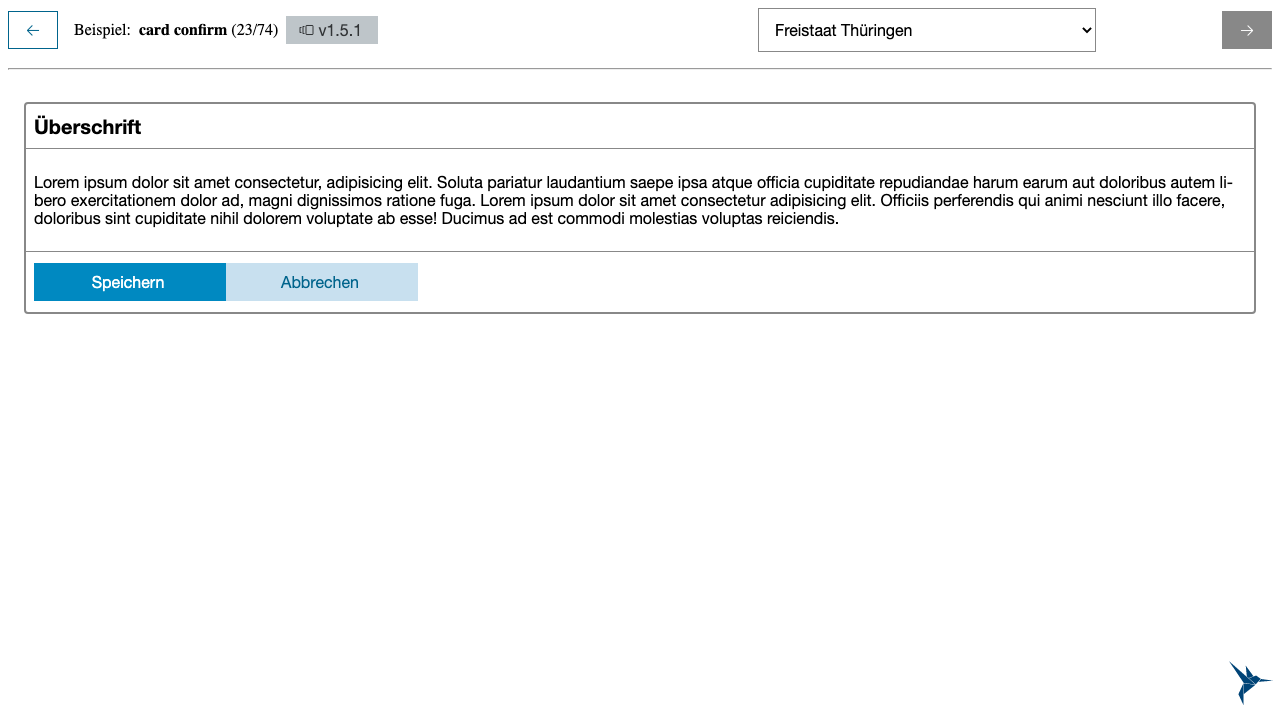 ← Beispiel: card confirm (23/74) v1.5.1 Freistaat Thüringen →
Überschrift
Lorem ipsum dolor sit amet consectetur, adipisicing elit. Soluta pariatur laudantium saepe ipsa atque officia cupiditate repudiandae harum earum aut doloribus autem li-
bero exercitationem dolor ad, magni dignissimos ratione fuga. Lorem ipsum dolor sit amet consectetur adipisicing elit. Officiis perferendis qui animi nesciunt illo facere,
doloribus sint cupiditate nihil dolorem voluptate ab esse! Ducimus ad est commodi molestias voluptas reiciendis.
Speichern Abbrechen